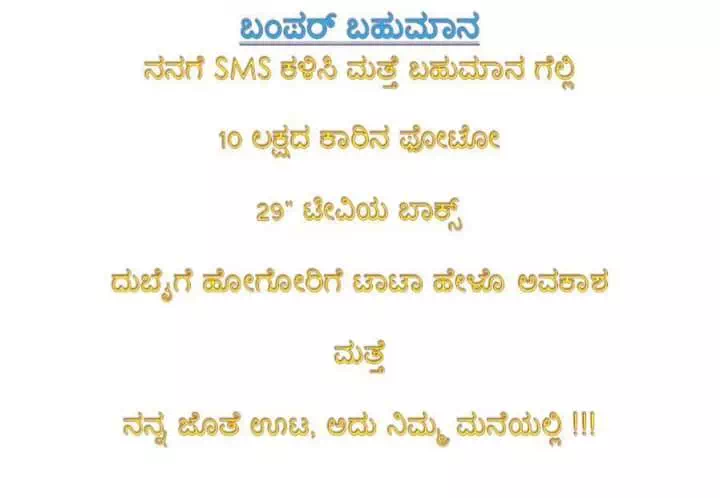 ಬಂಪರ್ ಬಹುಮಾನ
ನನಗೆ SMS ಕಳಿಸಿ ಮತ್ತೆ ಬಹುಮಾನ ಗೆಲ್ಲಿ
10 ಲಕ್ಷದ ಕಾರಿನ ಫೋಟೋ
29" ಟೀವಿಯ ಬಾಕ್ಸ್
ದುಬೈಗೆ ಹೋಗೋರಿಗೆ ಟಾಟಾ ಹೇಳೊ ಅವಕಾಶ
ಮತ್ತೆ
ನನ್ನ ಜೊತೆ ಊಟ, ಅದು ನಿಮ್ಮ ಮನೆಯಲ್ಲಿ !!!